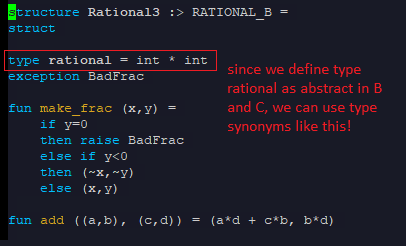 structure Rational3 :> RATIONAL_B =
struct
type rational = int * int
exception BadFrac
since we define type
rational as abstract in B
and C, we can use type
synonyms like this!
fun make_frac (x,y) =
if y=0
then raise BadFrac
else if y<0
then (~x,~y)
else (x,y)
fun add ((a,b), (c,d)) = (a*d + c*b, b*d)